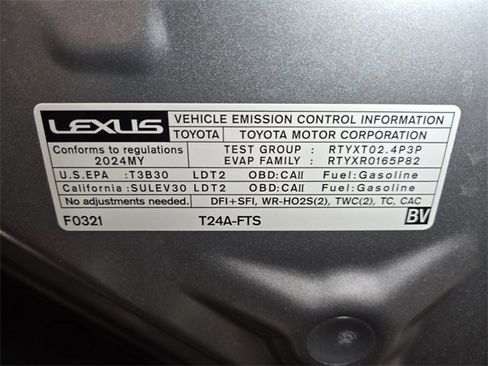 LEXUS VEHICLE EMISSION CONTROL INFORMATION
TOYOTA TOYOTA MOTOR CORPORATION
Conforms to regulations TEST GROUP : RTYXT02.4P3P
2024MY EVAP FAMILY : RTYXR0165P82
U.S.EPA :T3B30 LDT2 OBD:CAII Fuel:Gasoline
California:SULEV30 LDT2 OBD:CAII Fuel:Gasoline
No adjustments needed. DFI+SFI, WR-HO2S(2), TWC(2), TC, CAC
F0321 T24A-FTS BV